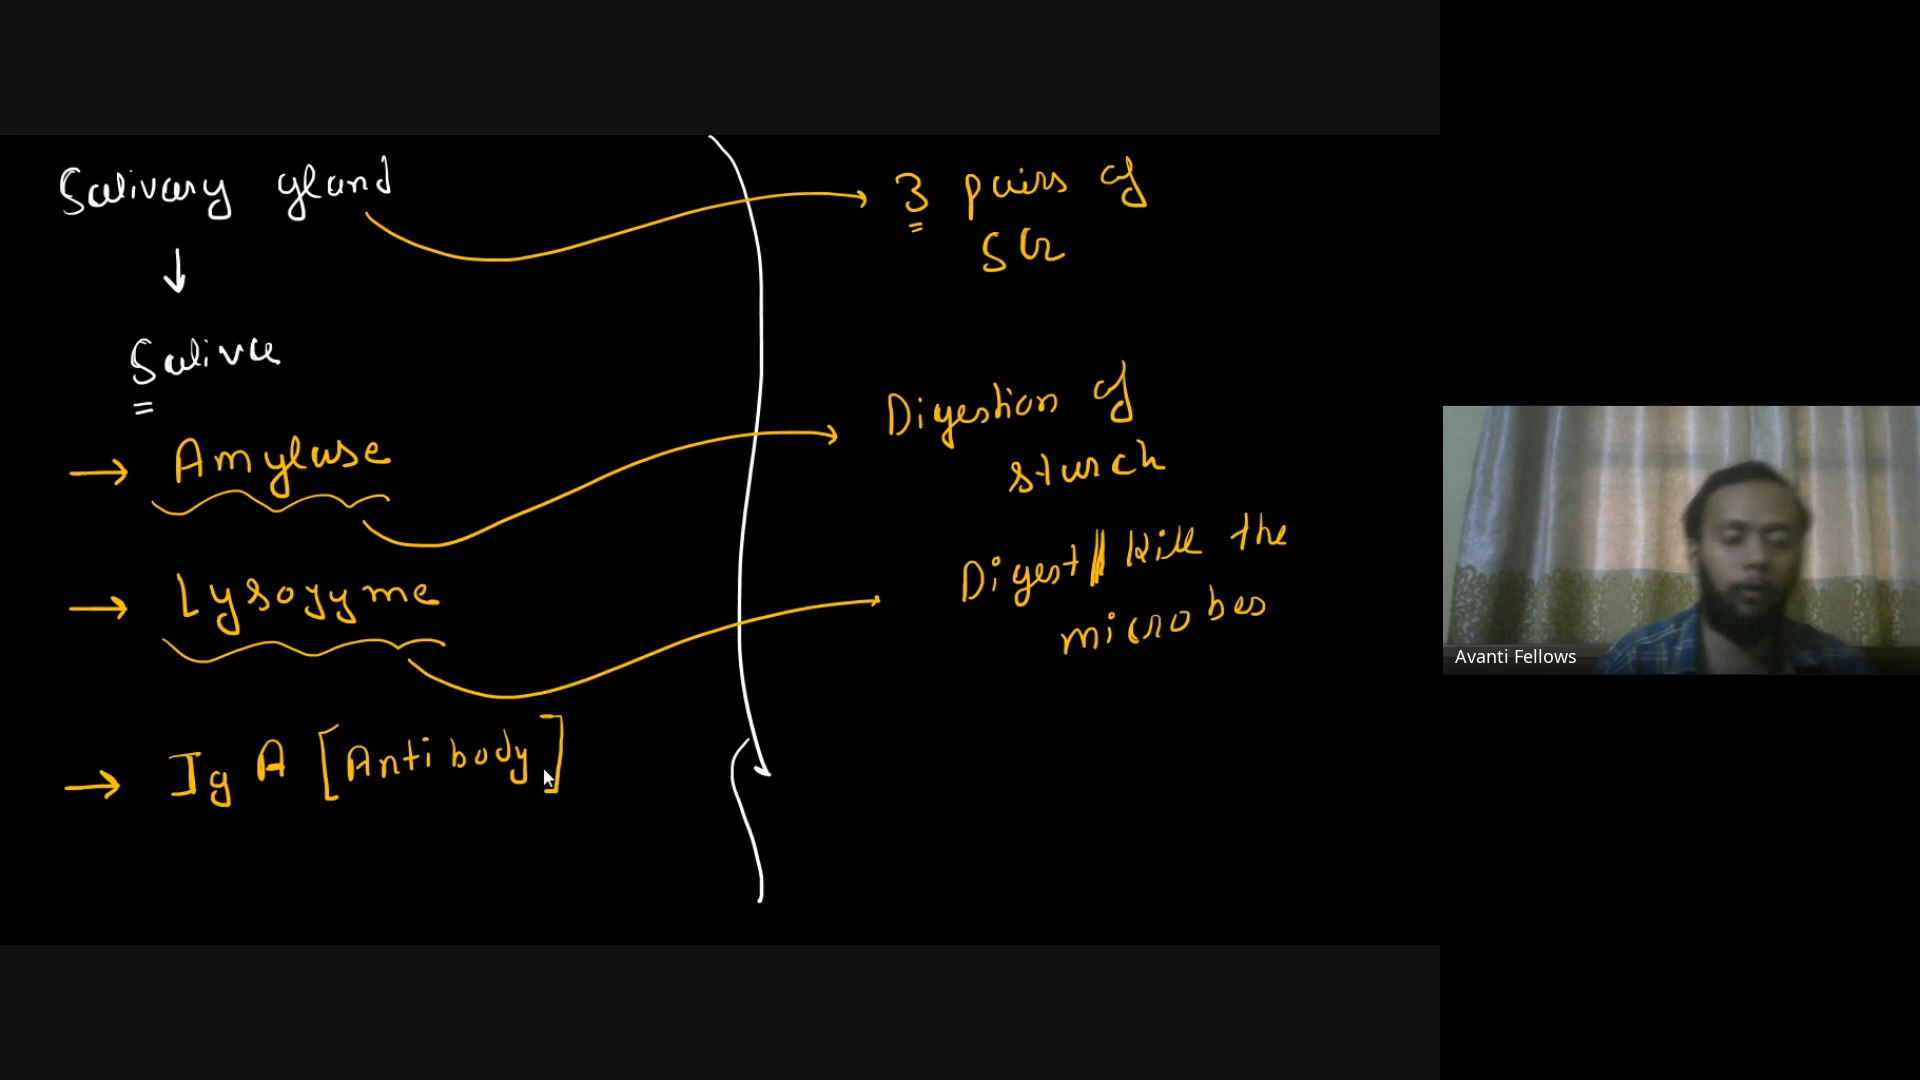 Salivary gland
3 pairs of
SG
Saliva
→ Amylase
Digestion of
starch
→ Lysozyme
Digest / kill the
microbes
→ Ig A [Antibody]
Avanti Fellows